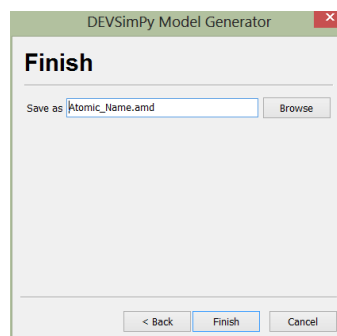 DEVSimPy Model Generator
Finish
Save as Atomic_Name.amd Browse
< Back Finish Cancel